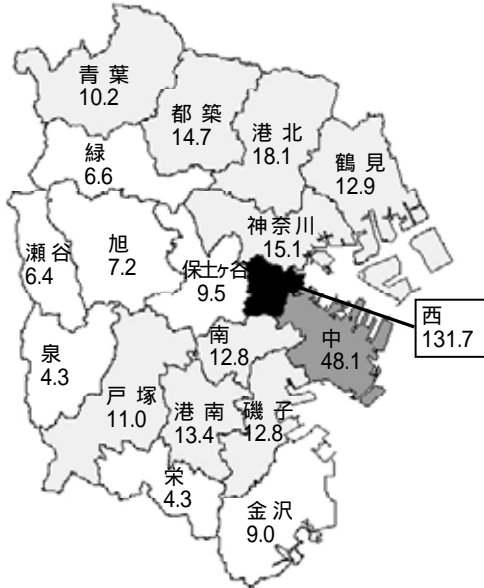 青葉
10.2
都築
14.7
港北
18.1
鶴見
12.9
緑
6.6
神奈川
15.1
瀬谷
6.4
旭
7.2
保土ヶ谷
9.5
西
131.7
中
48.1
南
12.8
泉
4.3
戸塚
11.0
港南
13.4
磯子
12.8
栄
4.3
金沢
9.0